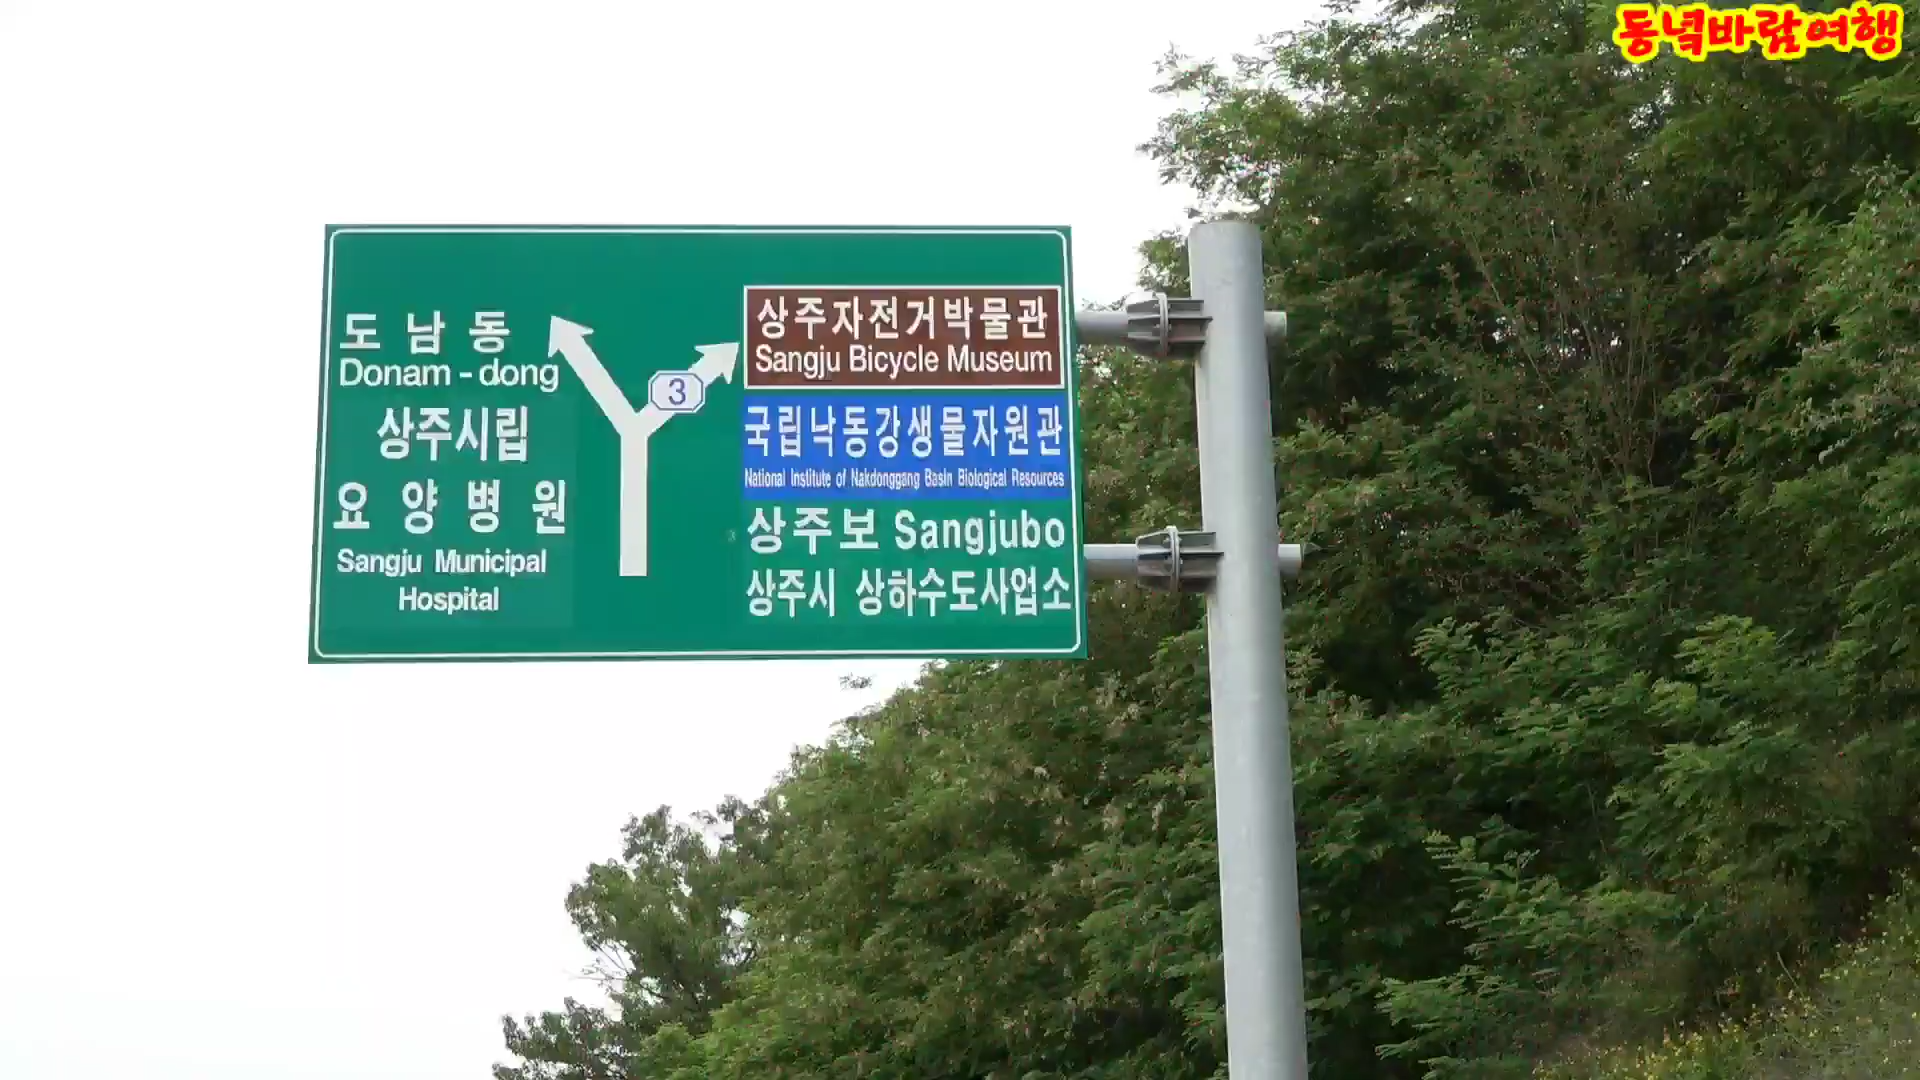 동녘바람여행
도남동
Donam-dong
상주시립
요양병원
Sangju Municipal
Hospital
3
상주자전거박물관
Sangju Bicycle Museum
국립낙동강생물자원관
National Institute of Nakdonggang Basin Biological Resources
상주보 Sangjubo
상주시 상하수도사업소